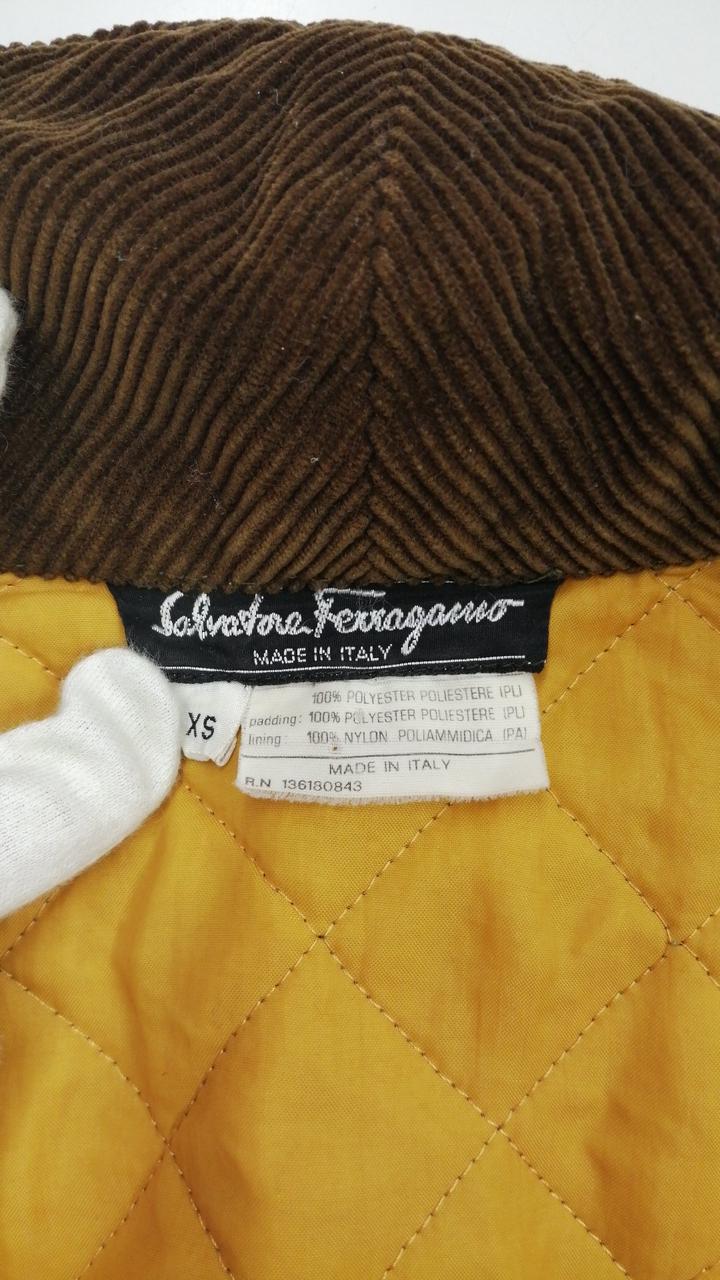 Salvatore Ferragamo
MADE IN ITALY
XS
100% POLYESTER POLIESTERE (PL)
padding: 100% POLYESTER POLIESTERE (PL)
lining: 100% NYLON POLIAMMIDICA (PA)
MADE IN ITALY
R.N 136180843